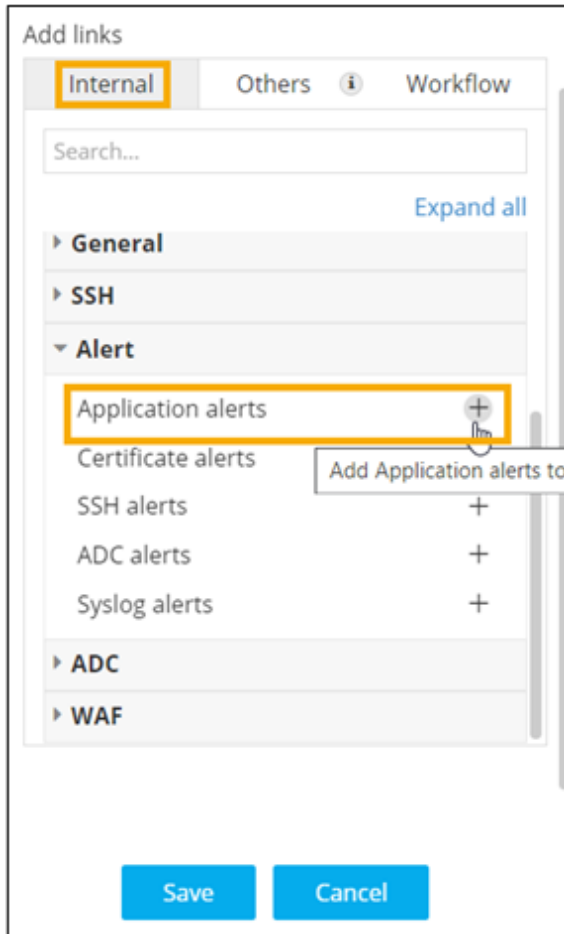 Add links
Internal Others i Workflow
Search...
Expand all
General
SSH
Alert
Application alerts +
Certificate alerts
Add Application alerts to
SSH alerts +
ADC alerts +
Syslog alerts +
ADC
WAF
Save Cancel